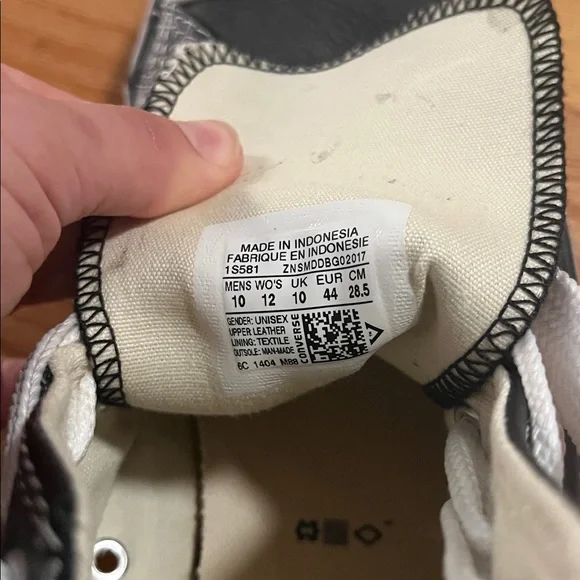 MADE IN INDONESIA
FABRIQUE EN INDONESIE
1S581 ZNSMDDBG02017
MENS WO'S UK EUR CM
10 12 10 44 28.5
GENDER: UNISEX
UPPER: LEATHER
LINING: TEXTILE
OUTSOLE: MAN-MADE
CONVERSE
6C 1404 M88